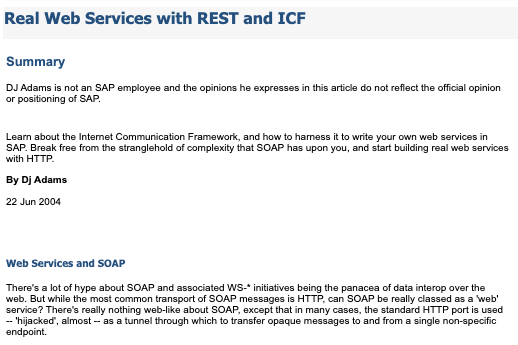 Real Web Services with REST and ICF
Summary
DJ Adams is not an SAP employee and the opinions he expresses in this article do not reflect the official opinion
or positioning of SAP.
Learn about the Internet Communication Framework, and how to harness it to write your own web services in
SAP. Break free from the stranglehold of complexity that SOAP has upon you, and start building real web services
with HTTP.
By Dj Adams
22 Jun 2004
Web Services and SOAP
There's a lot of hype about SOAP and associated WS-* initiatives being the panacea of data interop over the
web. But while the most common transport of SOAP messages is HTTP, can SOAP be really classed as a 'web'
service? There's really nothing web-like about SOAP, except that in many cases, the standard HTTP port is used
-- 'hijacked', almost -- as a tunnel through which to transfer opaque messages to and from a single non-specific
endpoint.